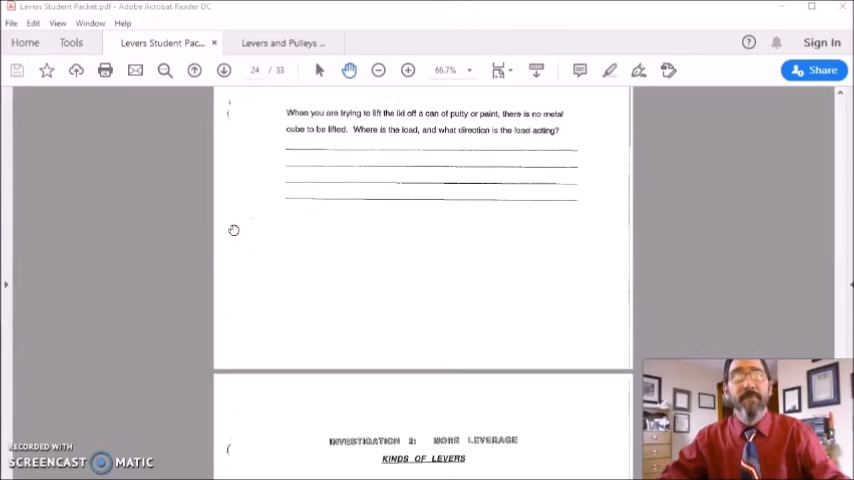 Levers Student Packet.pdf - Adobe Acrobat Reader DC
File Edit View Window Help
Home Tools Levers Student Pac... × Levers and Pulleys ... Sign In
24 / 33 66.7% Share
When you are trying to lift the lid off a can of putty or paint, there is no metal
cube to be lifted. Where is the load, and what direction is the load acting?
INVESTIGATION 2: MORE LEVERAGE
KINDS OF LEVERS
RECORDED WITH
SCREENCAST MATIC